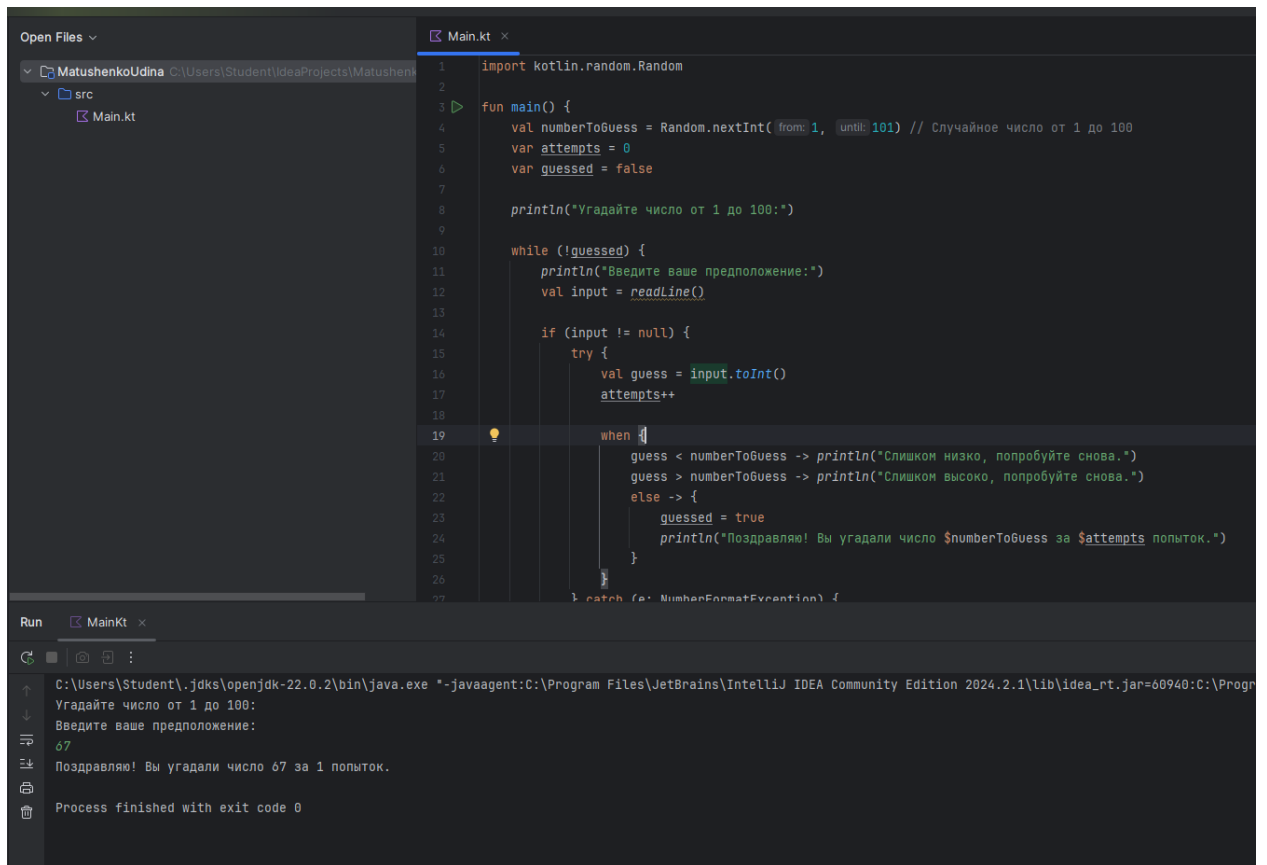 Open Files
MatushenkoUdina C:\Users\Student\IdeaProjects\Matushenk
src
Main.kt
Main.kt
1 import kotlin.random.Random
2
3 fun main() {
4 val numberToGuess = Random.nextInt( from: 1, until: 101) // Случайное число от 1 до 100
5 var attempts = 0
6 var guessed = false
7
8 println("Угадайте число от 1 до 100:")
9
10 while (!guessed) {
11 println("Введите ваше предположение:")
12 val input = readLine()
13
14 if (input != null) {
15 try {
16 val guess = input.toInt()
17 attempts++
18
19 when {
20 guess < numberToGuess -> println("Слишком низко, попробуйте снова.")
21 guess > numberToGuess -> println("Слишком высоко, попробуйте снова.")
22 else -> {
23 guessed = true
24 println("Поздравляю! Вы угадали число $numberToGuess за $attempts попыток.")
25 }
26 }
27 } catch (e: NumberFormatException) {
Run MainKt
C:\Users\Student\.jdks\openjdk-22.0.2\bin\java.exe "-javaagent:C:\Program Files\JetBrains\IntelliJ IDEA Community Edition 2024.2.1\lib\idea_rt.jar=60940:C:\Progr
Угадайте число от 1 до 100:
Введите ваше предположение:
67
Поздравляю! Вы угадали число 67 за 1 попыток.
Process finished with exit code 0